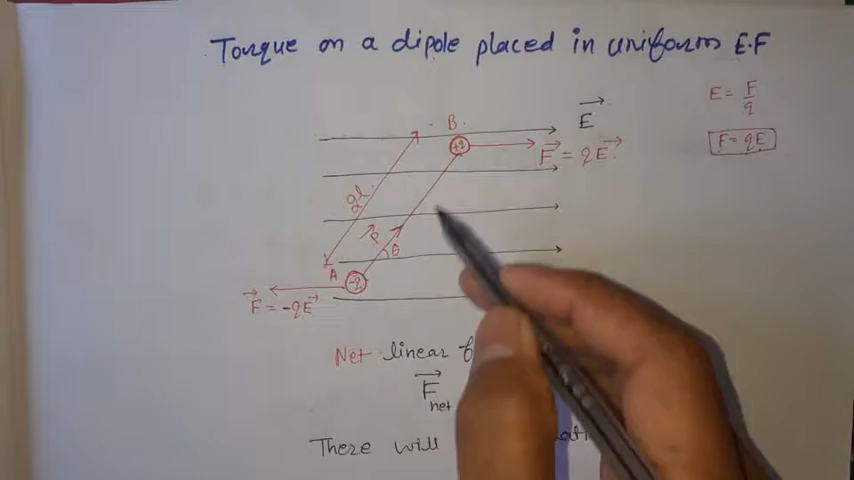 Torque on a dipole placed in uniform E.F
E = F/q
F = qE
B
E
+q
F = qE
2l
P
θ
A
-q
F = -qE
Net linear
F net
There will